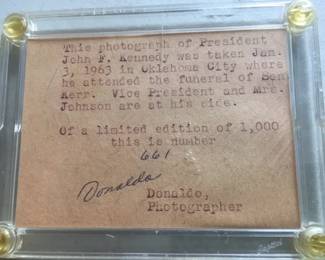 This photograph of President
John F. Kennedy was taken Jan.
3, 1963 in Oklahoma City where
he attended the funeral of Sen
Kerr. Vice President and Mrs.
Johnson are at his side.
Of a limited edition of 1,000
this is number
661
Donaldo
Donaldo,
Photographer